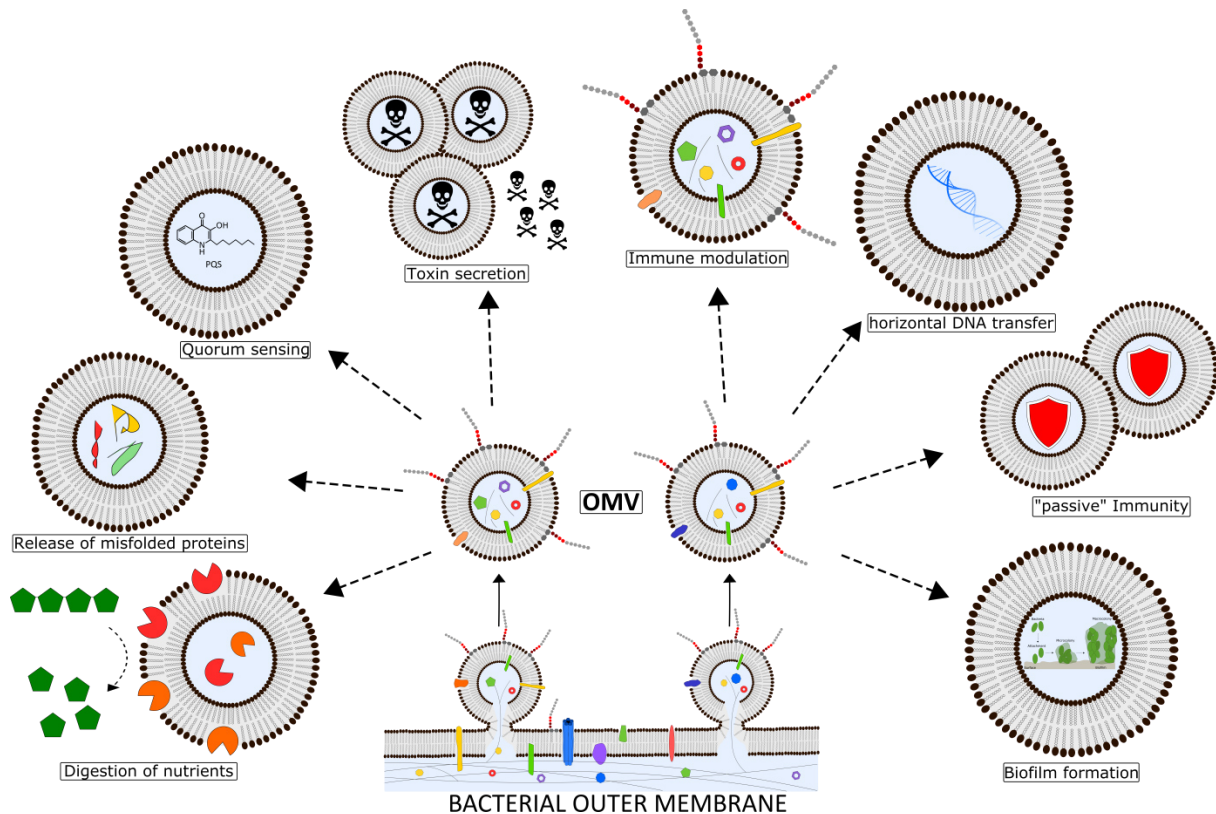 Toxin secretion
Immune modulation
O
OH
N
H
PQS
Quorum sensing
horizontal DNA transfer
"passive" Immunity
Release of misfolded proteins
OMV
Digestion of nutrients
Biofilm formation
BACTERIAL OUTER MEMBRANE